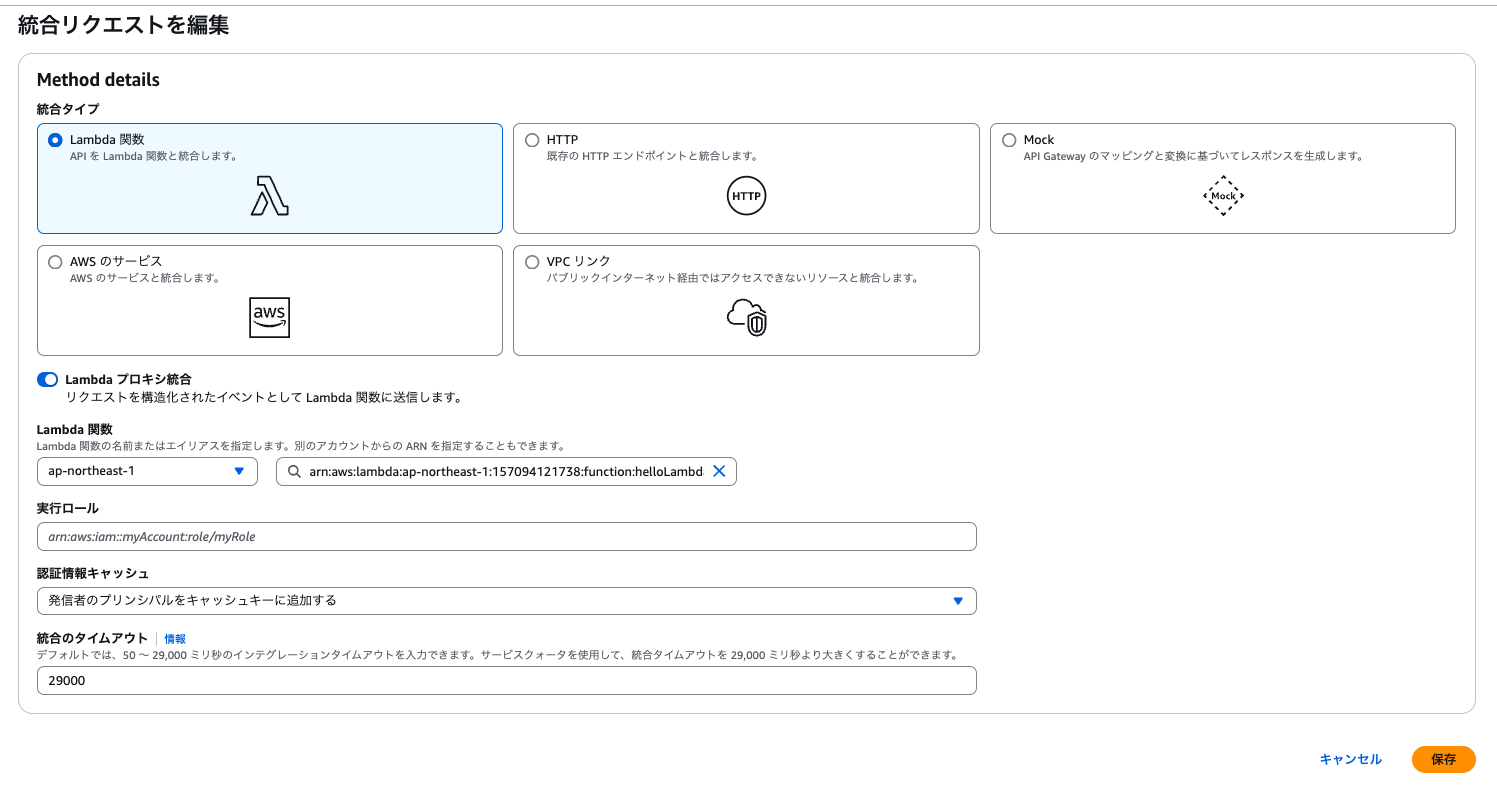 統合リクエストを編集
Method details
統合タイプ
Lambda 関数
API を Lambda 関数と統合します。
HTTP
既存の HTTP エンドポイントと統合します。
HTTP
Mock
API Gateway のマッピングと変換に基づいてレスポンスを生成します。
Mock
AWS のサービス
AWS のサービスと統合します。
aws
VPC リンク
パブリックインターネット経由ではアクセスできないリソースと統合します。
Lambda プロキシ統合
リクエストを構造化されたイベントとして Lambda 関数に送信します。
Lambda 関数
Lambda 関数の名前またはエイリアスを指定します。別のアカウントからの ARN を指定することもできます。
ap-northeast-1
arn:aws:lambda:ap-northeast-1:157094121738:function:helloLambd
実行ロール
arn:aws:iam::myAccount:role/myRole
認証情報キャッシュ
発信者のプリンシパルをキャッシュキーに追加する
統合のタイムアウト 情報
デフォルトでは、50 ～ 29,000 ミリ秒のインテグレーションタイムアウトを入力できます。サービスクォータを使用して、統合タイムアウトを 29,000 ミリ秒より大きくすることができます。
29000
キャンセル
保存